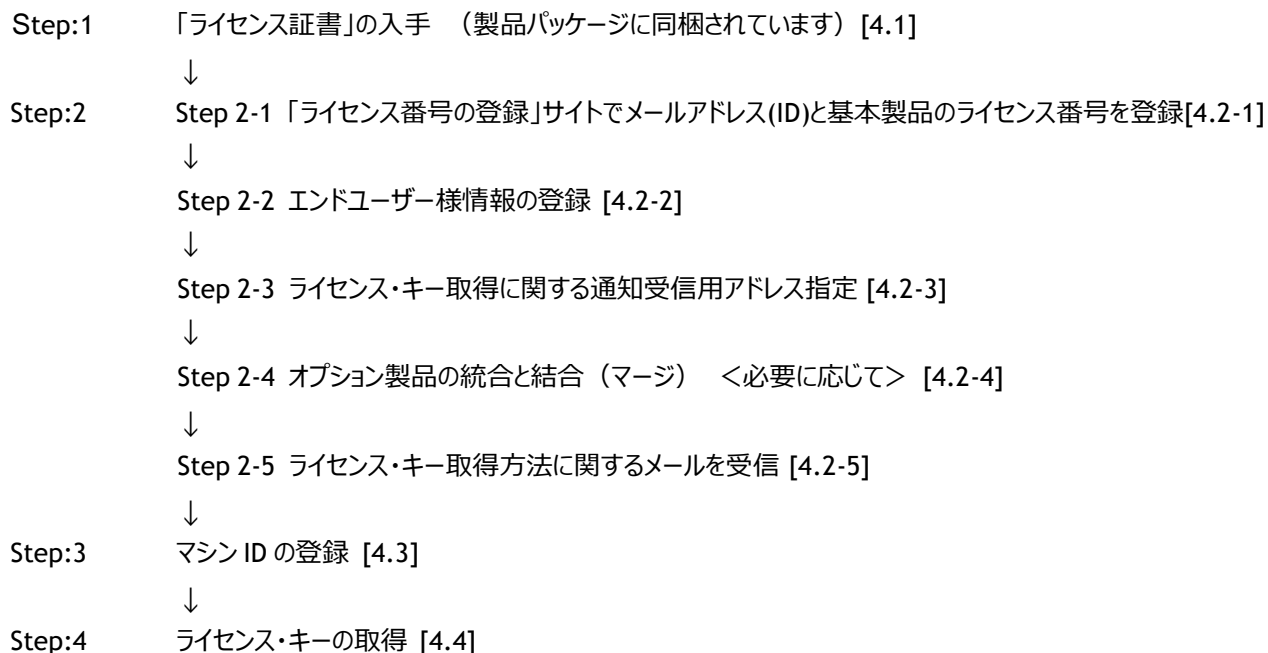 Step:1 「ライセンス証書」の入手 （製品パッケージに同梱されています） [4.1]
↓
Step:2 Step 2-1 「ライセンス番号の登録」サイトでメールアドレス(ID)と基本製品のライセンス番号を登録[4.2-1]
↓
Step 2-2 エンドユーザー様情報の登録 [4.2-2]
↓
Step 2-3 ライセンス・キー取得に関する通知受信用アドレス指定 [4.2-3]
↓
Step 2-4 オプション製品の統合と結合（マージ） ＜必要に応じて＞ [4.2-4]
↓
Step 2-5 ライセンス・キー取得方法に関するメールを受信 [4.2-5]
↓
Step:3 マシン ID の登録 [4.3]
↓
Step:4 ライセンス・キーの取得 [4.4]